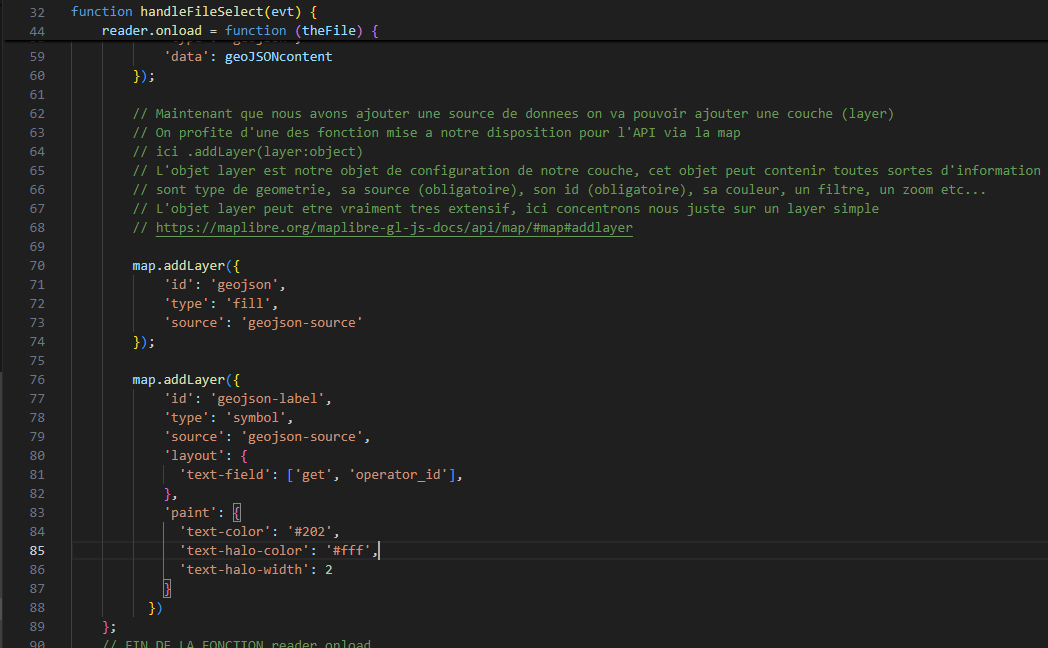 32 function handleFileSelect(evt) {
44 reader.onload = function (theFile) {
59 'data': geoJSONcontent
60 });
61
62 // Maintenant que nous avons ajouter une source de donnees on va pouvoir ajouter une couche (layer)
63 // On profite d'une des fonction mise a notre disposition pour l'API via la map
64 // ici .addLayer(layer:object)
65 // L'objet layer est notre objet de configuration de notre couche, cet objet peut contenir toutes sortes d'information
66 // sont type de geometrie, sa source (obligatoire), son id (obligatoire), sa couleur, un filtre, un zoom etc...
67 // L'objet layer peut etre vraiment tres extensif, ici concentrons nous juste sur un layer simple
68 // https://maplibre.org/maplibre-gl-js-docs/api/map/#map#addlayer
69
70 map.addLayer({
71 'id': 'geojson',
72 'type': 'fill',
73 'source': 'geojson-source'
74 });
75
76 map.addLayer({
77 'id': 'geojson-label',
78 'type': 'symbol',
79 'source': 'geojson-source',
80 'layout': {
81 'text-field': ['get', 'operator_id'],
82 },
83 'paint': {
84 'text-color': '#202',
85 'text-halo-color': '#fff',
86 'text-halo-width': 2
87 }
88 })
89 };
90 // FIN DE LA FONCTION reader.onload